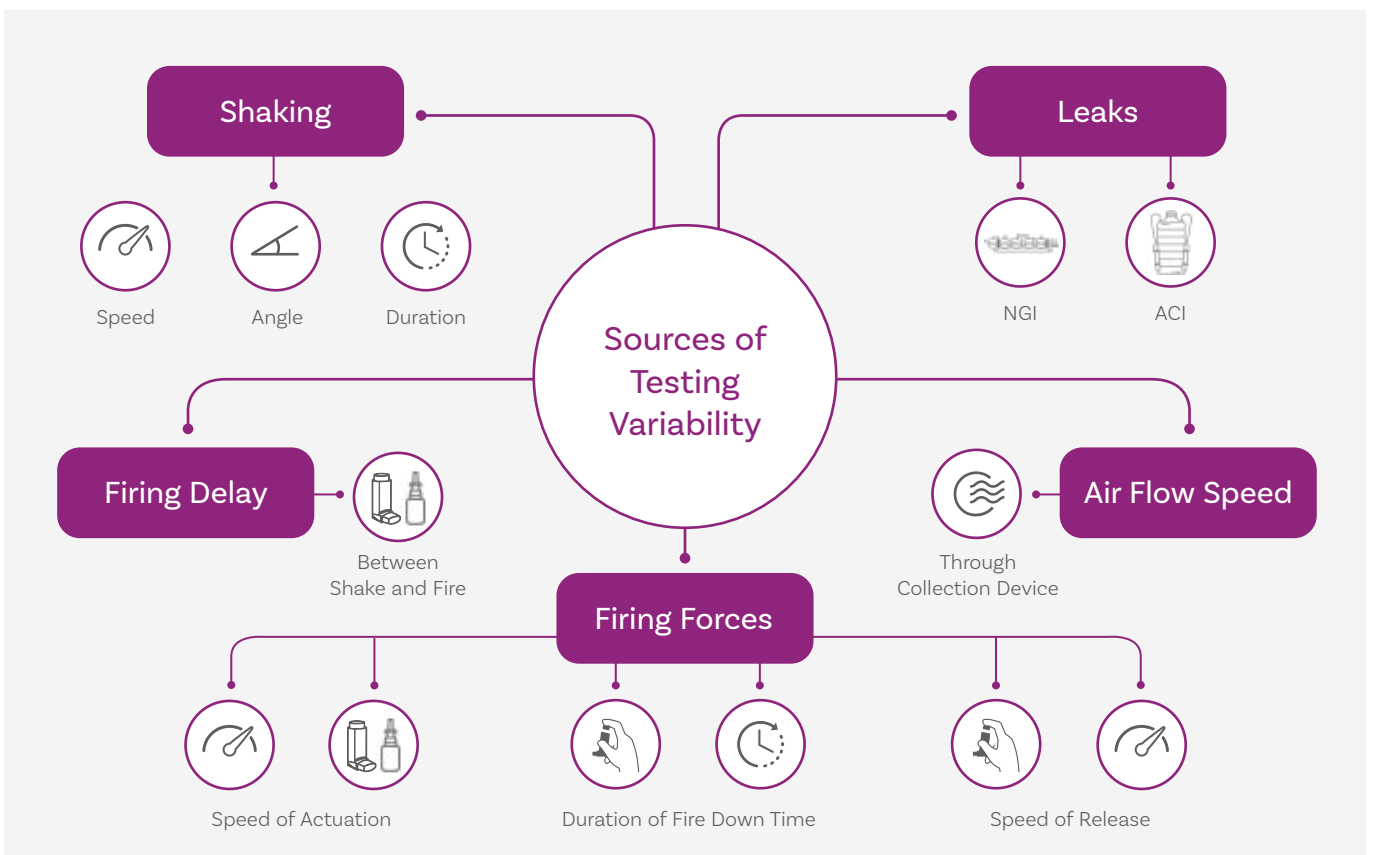 Shaking
Leaks
Speed
Angle
Duration
NGI
ACI
Sources of
Testing
Variability
Firing Delay
Between
Shake and Fire
Air Flow Speed
Through
Collection Device
Firing Forces
Speed of Actuation
Duration of Fire Down Time
Speed of Release